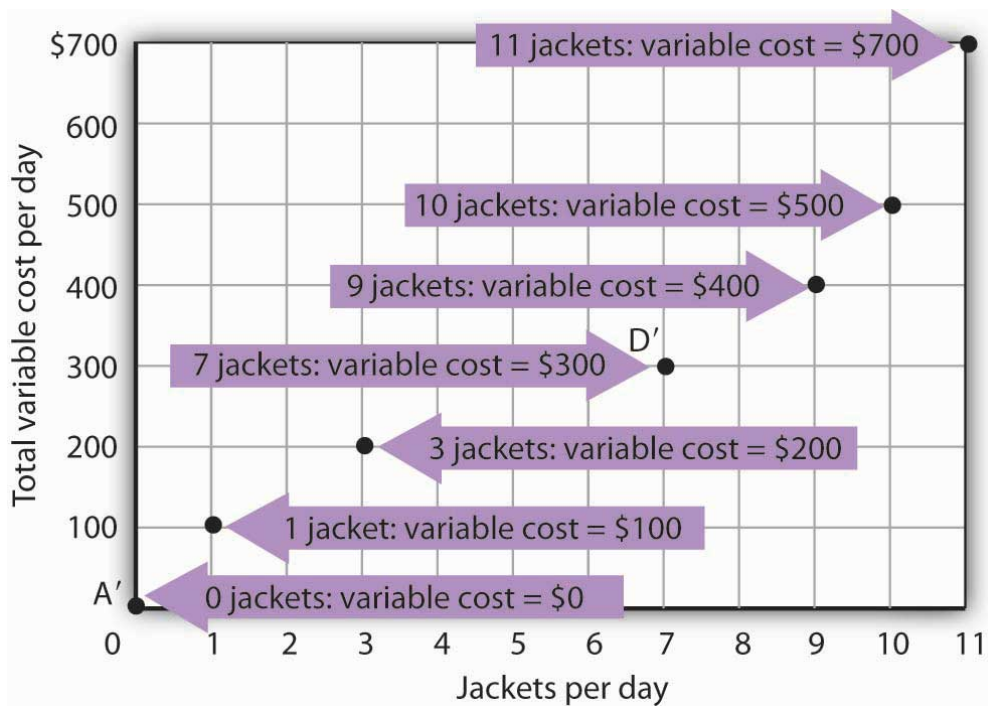 $700
11 jackets: variable cost = $700
600
500
10 jackets: variable cost = $500
400
9 jackets: variable cost = $400
D′
300
7 jackets: variable cost = $300
200
3 jackets: variable cost = $200
100
1 jacket: variable cost = $100
A′
0 jackets: variable cost = $0
0 1 2 3 4 5 6 7 8 9 10 11
Jackets per day
Total variable cost per day